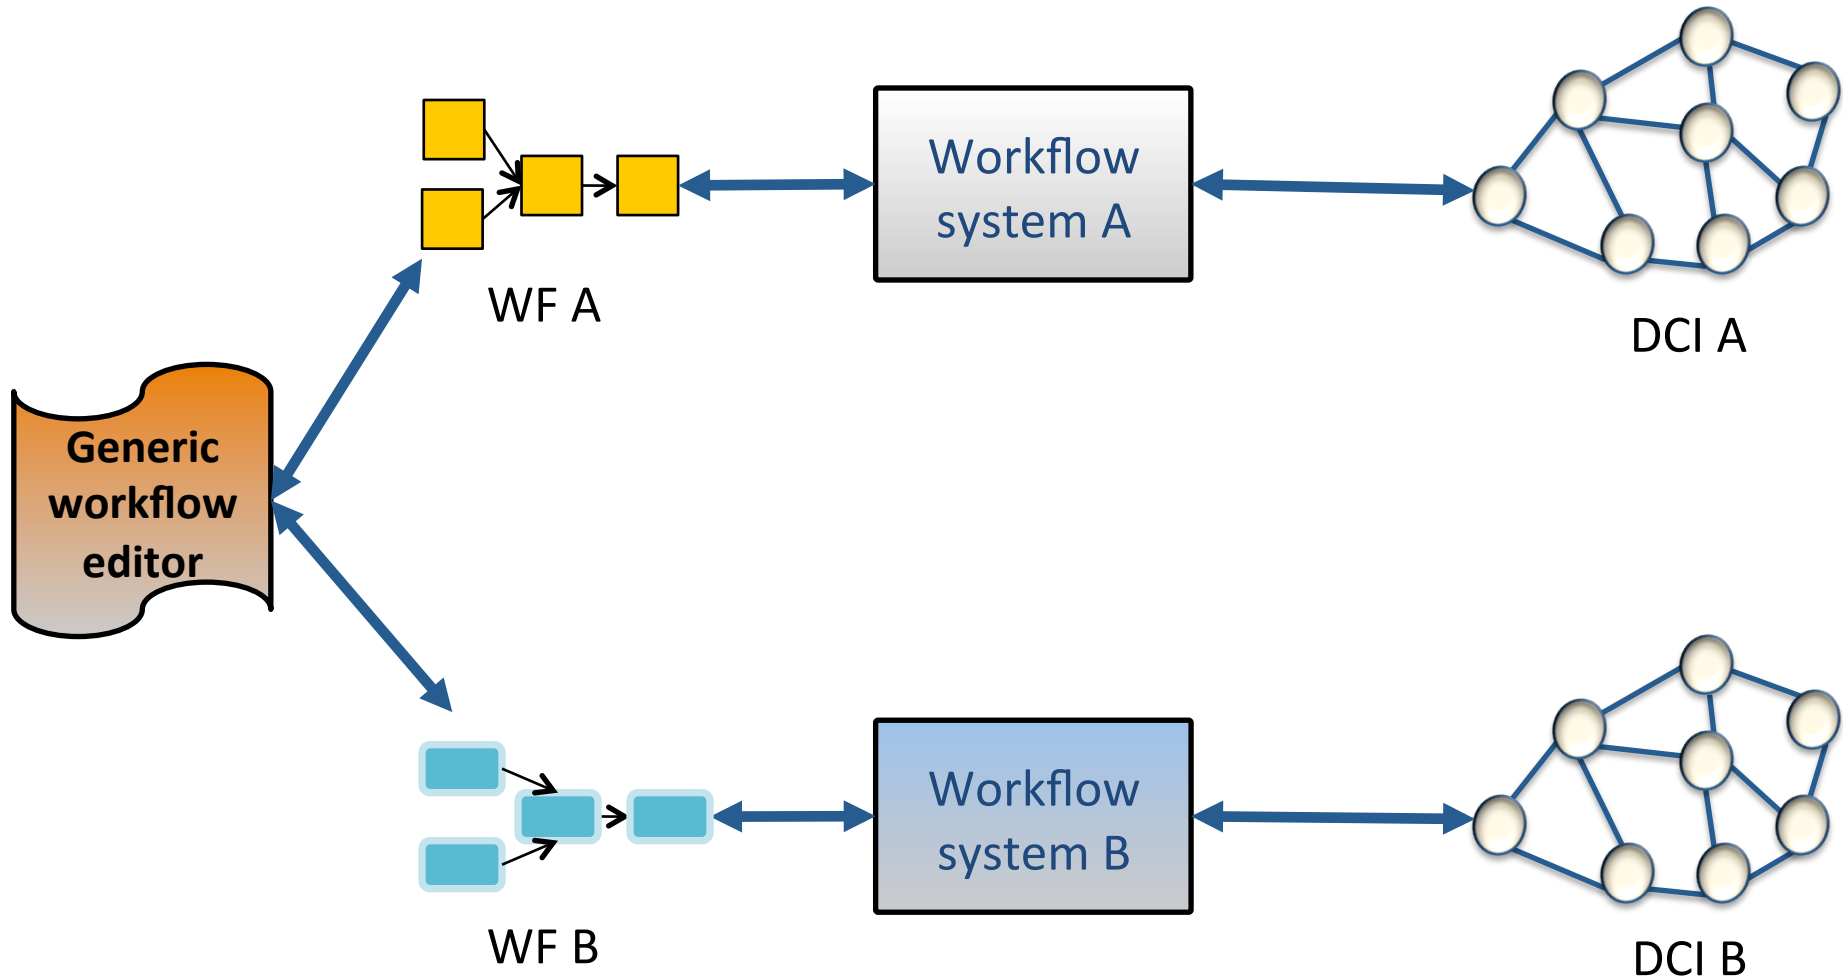 Workflow
system A
WF A
DCI A
Generic
workflow
editor
Workflow
system B
WF B
DCI B